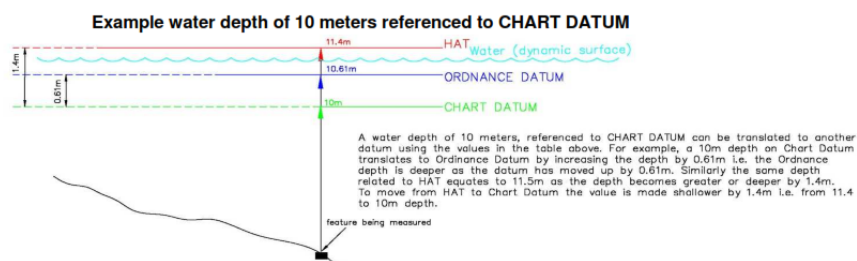 Example water depth of 10 meters referenced to CHART DATUM
11.4m
HAT
Water (dynamic surface)
1.4m
10.61m
ORDNANCE DATUM
0.61m
10m
CHART DATUM
A water depth of 10 meters, referenced to CHART DATUM can be translated to another
datum using the values in the table above. For example, a 10m depth on Chart Datum
translates to Ordinance Datum by increasing the depth by 0.61m i.e. the Ordnance
depth is deeper as the datum has moved up by 0.61m. Similarly the same depth
related to HAT equates to 11.5m as the depth becomes greater or deeper by 1.4m.
To move from HAT to Chart Datum the value is made shallower by 1.4m i.e. from 11.4
to 10m depth.
feature being measured